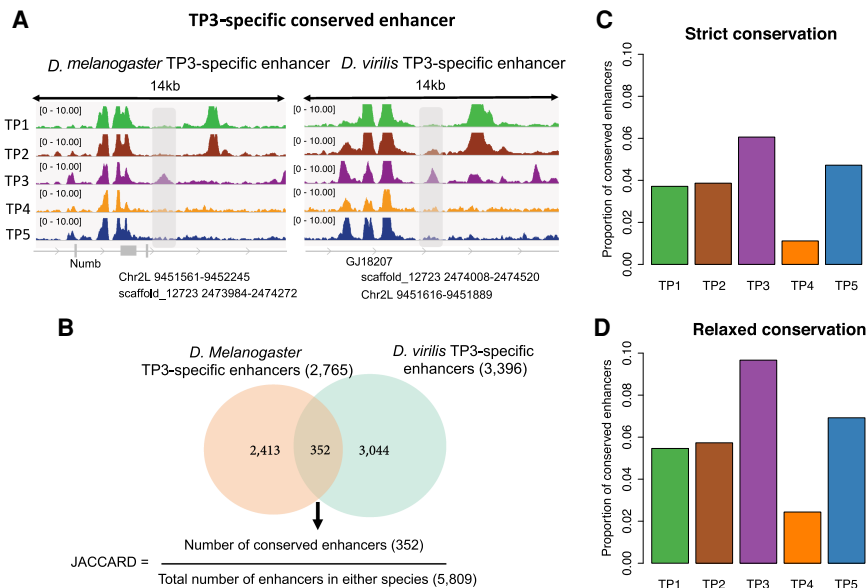 A
TP3-specific conserved enhancer
D. melanogaster TP3-specific enhancer
D. virilis TP3-specific enhancer
14kb
14kb
TP1
[0 - 10.00]
[0 - 10.00]
TP2
[0 - 10.00]
[0 - 10.00]
TP3
[0 - 10.00]
[0 - 10.00]
TP4
[0 - 10.00]
[0 - 10.00]
TP5
[0 - 10.00]
[0 - 10.00]
Numb
Chr2L 9451561-9452245
scaffold_12723 2473984-2474272
GJ18207
scaffold_12723 2474008-2474520
Chr2L 9451616-9451889
B
D. Melanogaster
TP3-specific enhancers (2,765)
D. virilis TP3-specific
enhancers (3,396)
2,413
352
3,044
JACCARD =
Number of conserved enhancers (352)
Total number of enhancers in either species (5,809)
C
Strict conservation
Proportion of conserved enhancers
0.10
0.08
0.06
0.04
0.02
0.00
TP1 TP2 TP3 TP4 TP5
D
Relaxed conservation
Proportion of conserved enhancers
0.10
0.08
0.06
0.04
0.02
0.00
TP1 TP2 TP3 TP4 TP5